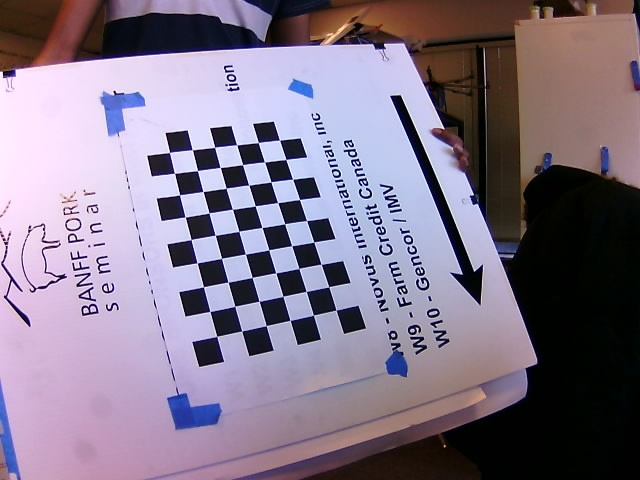 BANFF PORK
seminar
tion
W8 - Novus International, Inc
W9 - Farm Credit Canada
W10 - Gencor / IMV